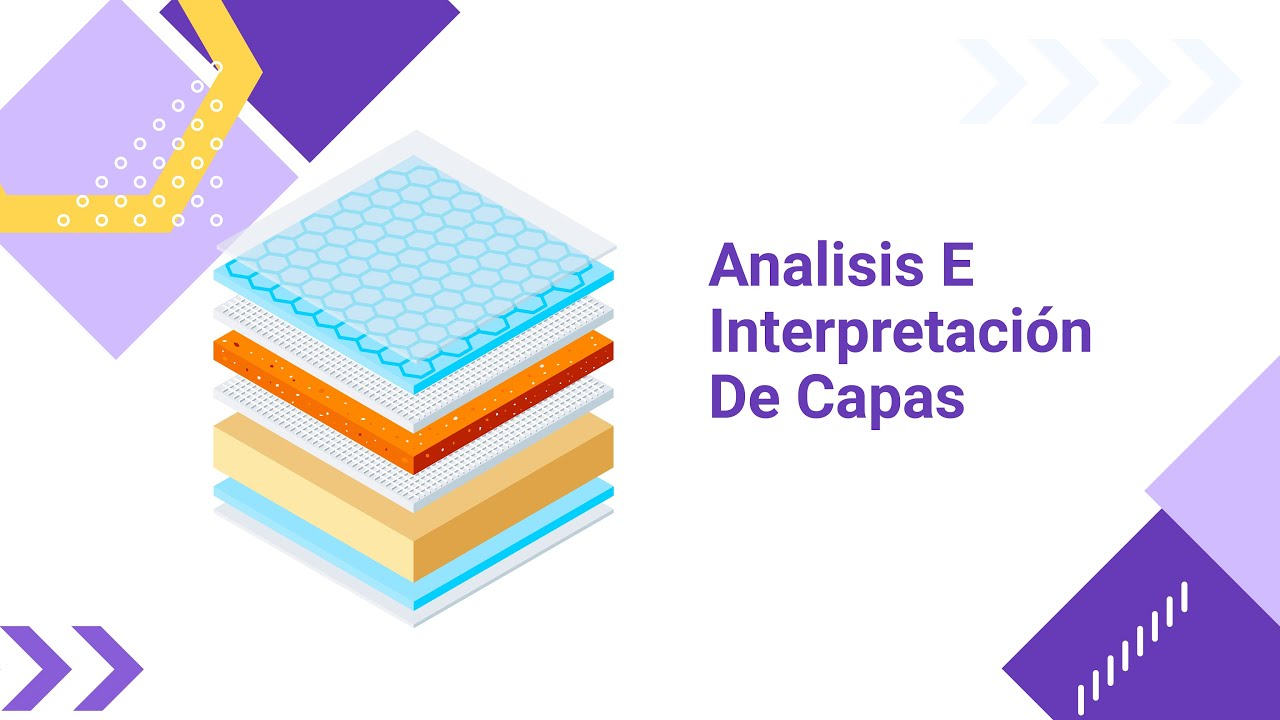 Analisis E
Interpretación
De Capas